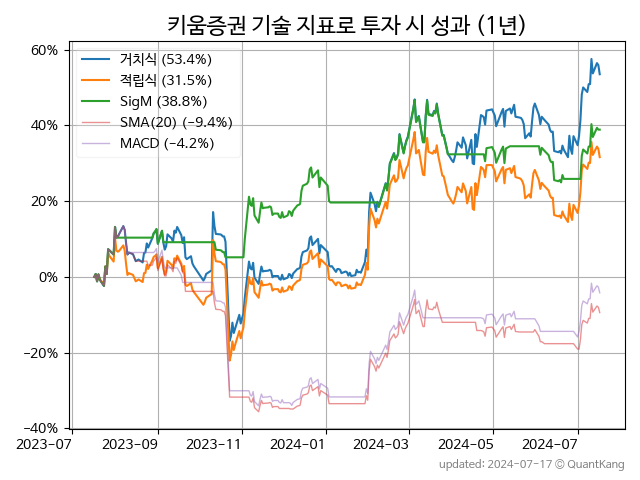 키움증권 기술 지표로 투자 시 성과 (1년)
60%
40%
20%
0%
−20%
−40%
거치식 (53.4%)
적립식 (31.5%)
SigM (38.8%)
SMA(20) (−9.4%)
MACD (−4.2%)
2023-07
2023-09
2023-11
2024-01
2024-03
2024-05
2024-07
updated: 2024-07-17 © QuantKang